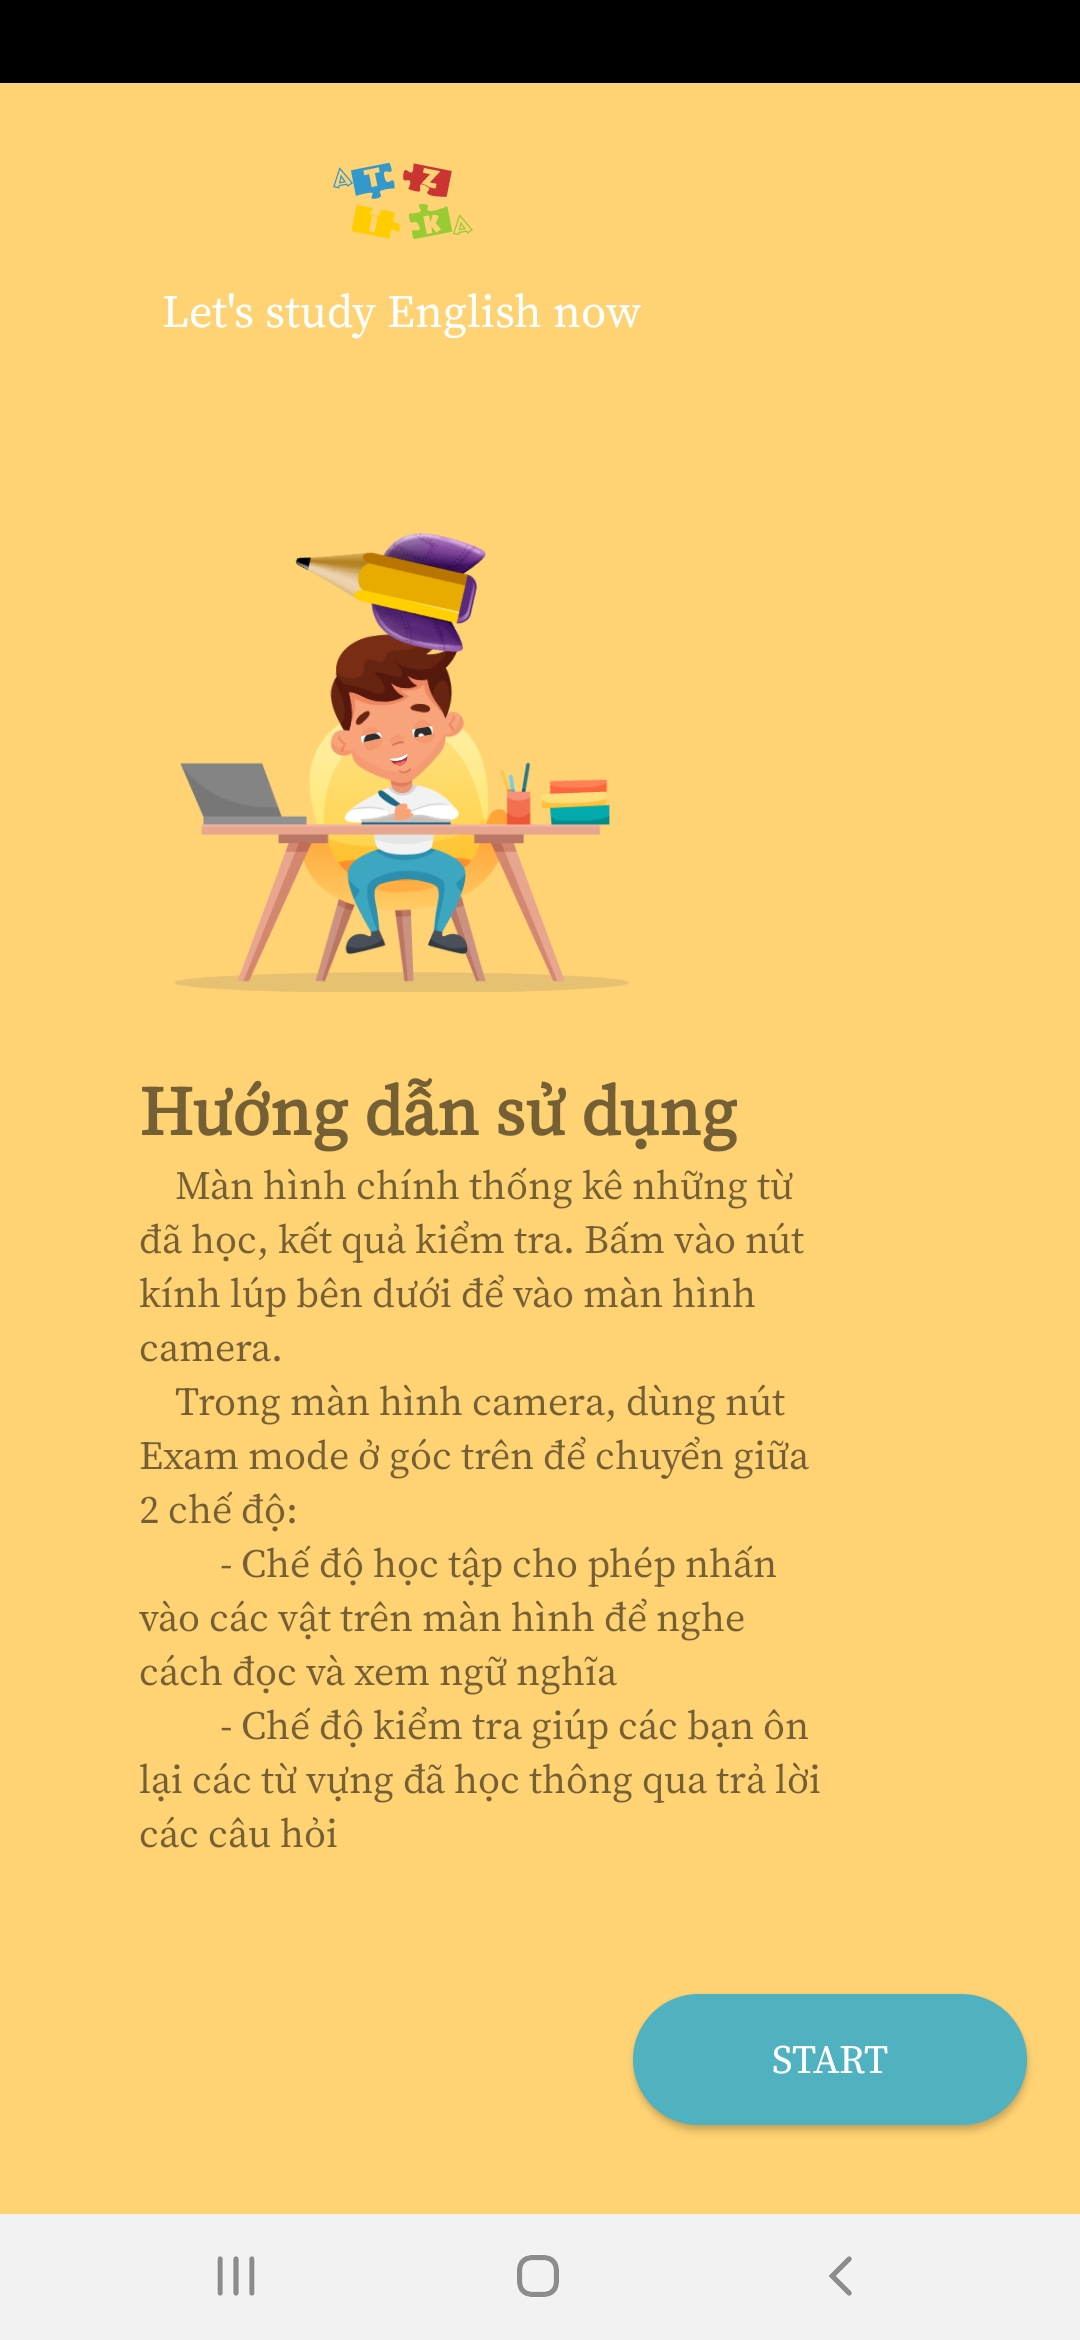 A T Z
I K A
Let's study English now
Hướng dẫn sử dụng
Màn hình chính thống kê những từ
đã học, kết quả kiểm tra. Bấm vào nút
kính lúp bên dưới để vào màn hình
camera.
Trong màn hình camera, dùng nút
Exam mode ở góc trên để chuyển giữa
2 chế độ:
- Chế độ học tập cho phép nhấn
vào các vật trên màn hình để nghe
cách đọc và xem ngữ nghĩa
- Chế độ kiểm tra giúp các bạn ôn
lại các từ vựng đã học thông qua trả lời
các câu hỏi
START